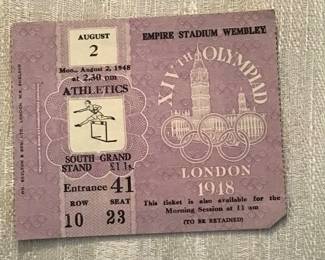 AUGUST
2
Mon., August 2, 1948
at 2.30 pm
ATHLETICS
SOUTH GRAND
STAND £1 1s.
Entrance 41
ROW SEAT
10 23
EMPIRE STADIUM WEMBLEY
XIVTH OLYMPIAD
LONDON
1948
This ticket is also available for the
Morning Session at 11 am
(TO BE RETAINED)